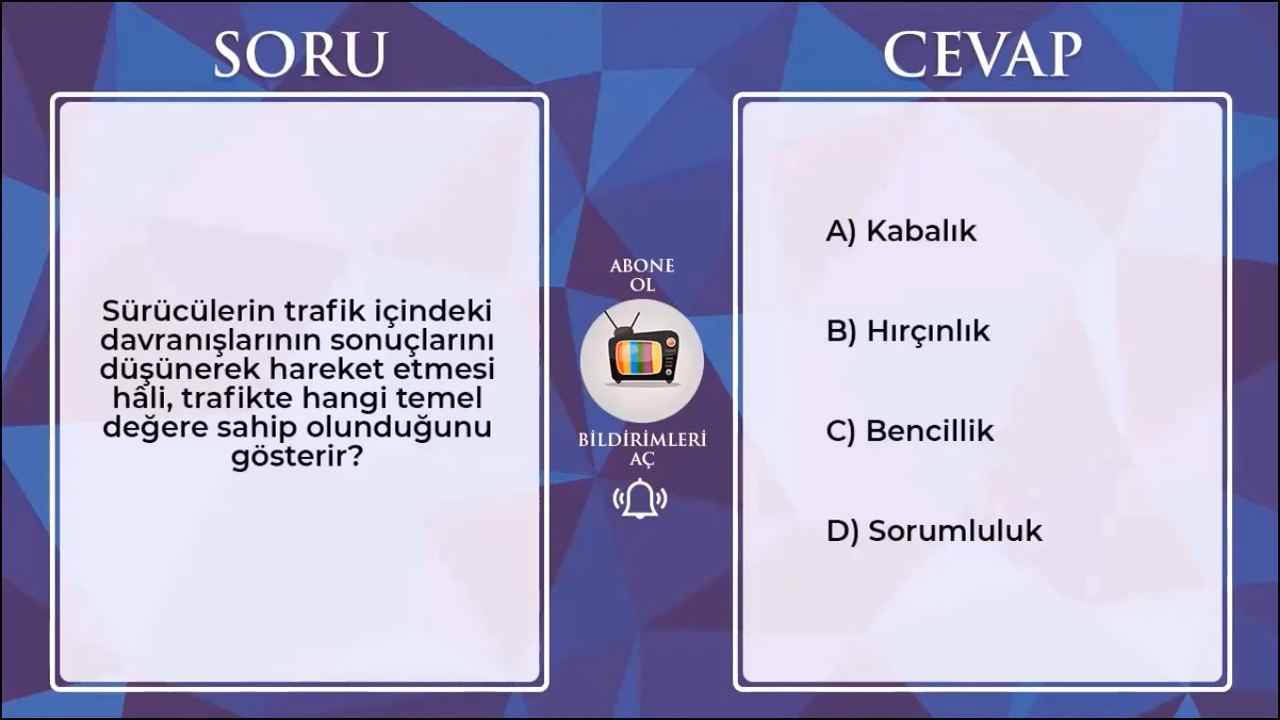 SORU
Sürücülerin trafik içindeki
davranışlarının sonuçlarını
düşünerek hareket etmesi
hâli, trafikte hangi temel
değere sahip olunduğunu
gösterir?
ABONE
OL
BİLDİRİMLERİ
AÇ
CEVAP
A) Kabalık
B) Hırçınlık
C) Bencillik
D) Sorumluluk